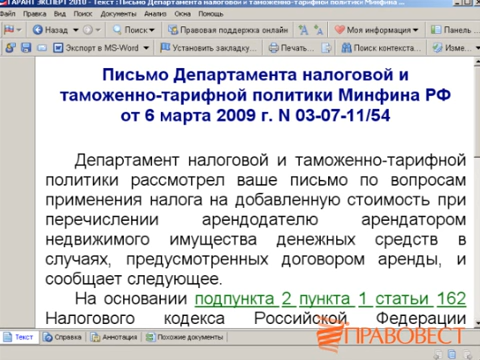 ГАРАНТ ЭКСПЕРТ 2010 - Текст : Письмо Департамента налоговой и таможенно-тарифной политики Минфина ...
Файл Правка Вид Поиск Документы Анализ Окна Помощь
Назад Поиск Правовая поддержка онлайн Моя информация Панель ...
Экспорт в MS-Word Установить закладку... Печать... Поиск контекста... Изме...
Письмо Департамента налоговой и
таможенно-тарифной политики Минфина РФ
от 6 марта 2009 г. N 03-07-11/54
Департамент налоговой и таможенно-тарифной
политики рассмотрел ваше письмо по вопросам
применения налога на добавленную стоимость при
перечислении арендодателю арендатором
недвижимого имущества денежных средств в
случаях, предусмотренных договором аренды, и
сообщает следующее.
На основании подпункта 2 пункта 1 статьи 162
Налогового кодекса Российской Федерации
ПРАВОВЕСТ
Текст Справка Аннотация Похожие документы